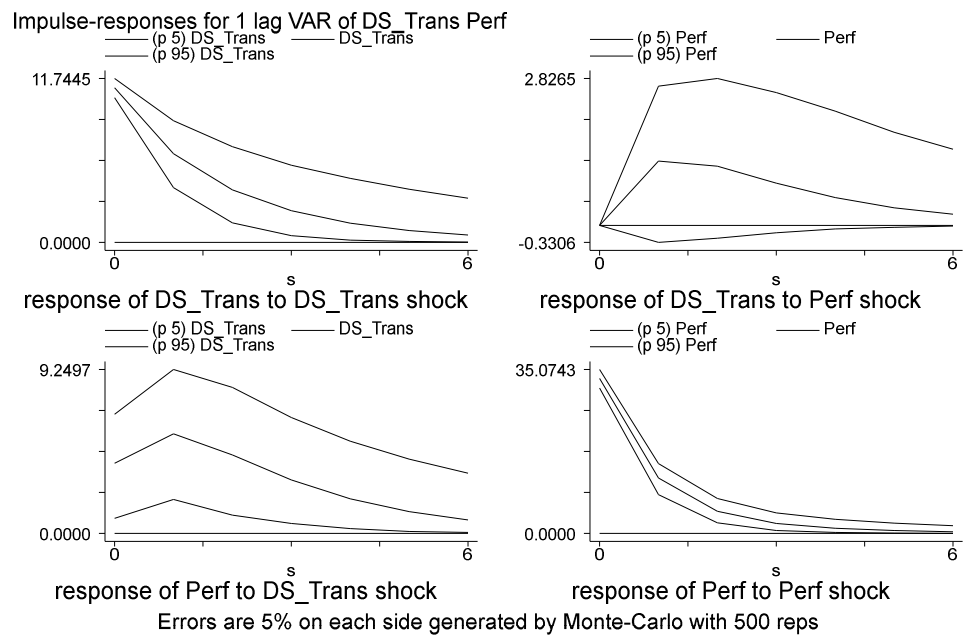 Impulse-responses for 1 lag VAR of DS_Trans Perf
(p 5) DS_Trans DS_Trans
(p 95) DS_Trans
11.7445
0.0000
0 6
s
response of DS_Trans to DS_Trans shock
(p 5) Perf Perf
(p 95) Perf
2.8265
-0.3306
0 6
s
response of DS_Trans to Perf shock
(p 5) DS_Trans DS_Trans
(p 95) DS_Trans
9.2497
0.0000
0 6
s
response of Perf to DS_Trans shock
(p 5) Perf Perf
(p 95) Perf
35.0743
0.0000
0 6
s
response of Perf to Perf shock
Errors are 5% on each side generated by Monte-Carlo with 500 reps